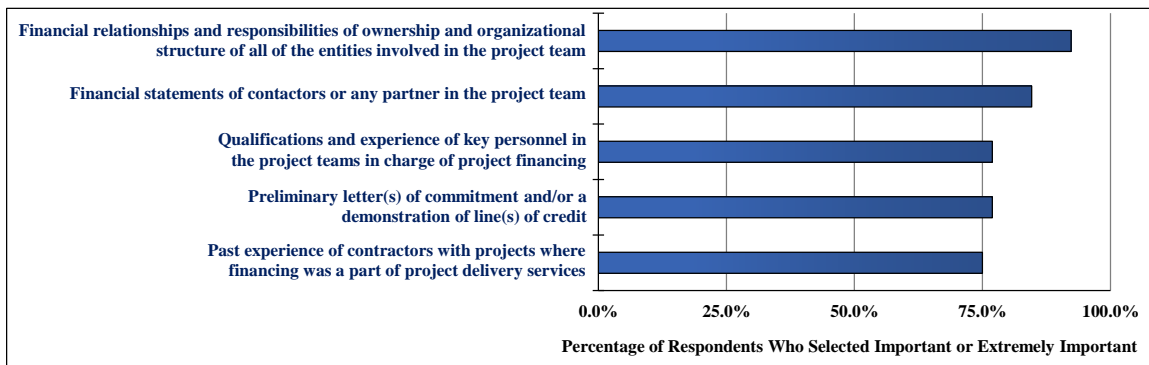 Financial relationships and responsibilities of ownership and organizational
structure of all of the entities involved in the project team
Financial statements of contactors or any partner in the project team
Qualifications and experience of key personnel in
the project teams in charge of project financing
Preliminary letter(s) of commitment and/or a
demonstration of line(s) of credit
Past experience of contractors with projects where
financing was a part of project delivery services
0.0% 25.0% 50.0% 75.0% 100.0%
Percentage of Respondents Who Selected Important or Extremely Important